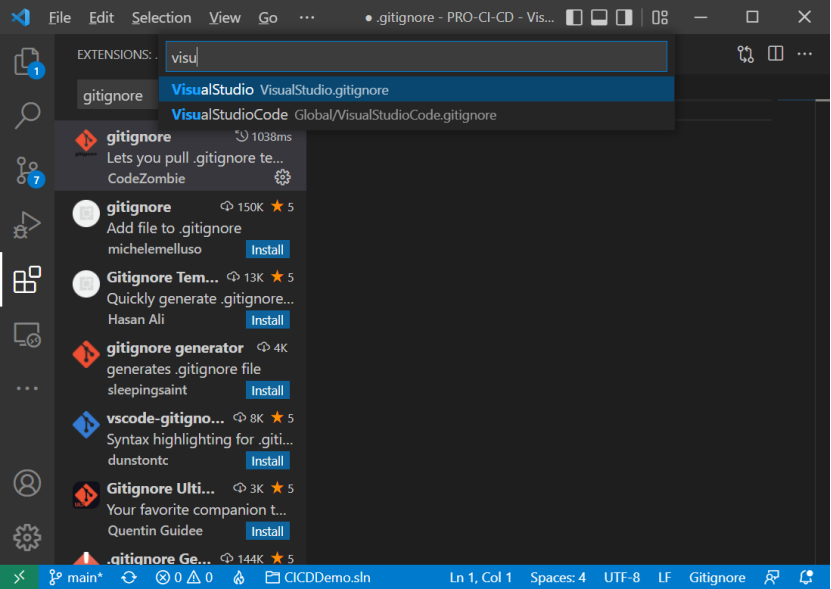 File Edit Selection View Go ··· ● .gitignore - PRO-CI-CD - Vis...
EXTENSIONS: .
visu
gitignore
VisualStudio VisualStudio.gitignore
VisualStudioCode Global/VisualStudioCode.gitignore
1
7
gitignore 1038ms
Lets you pull .gitignore te...
CodeZombie
gitignore 150K ★ 5
Add file to .gitignore
michelemelluso Install
Gitignore Tem... 13K ★ 5
Quickly generate .gitignore...
Hasan Ali Install
gitignore generator 4K
generates .gitignore file
sleepingsaint Install
vscode-gitigno... 8K ★ 5
Syntax highlighting for .giti...
dunstontc Install
Gitignore Ulti... 3K ★ 5
Your favorite companion t...
Quentin Guidee Install
.gitignore Ge... 144K ★ 5
main* 0 0 CICDDemo.sln Ln 1, Col 1 Spaces: 4 UTF-8 LF Gitignore